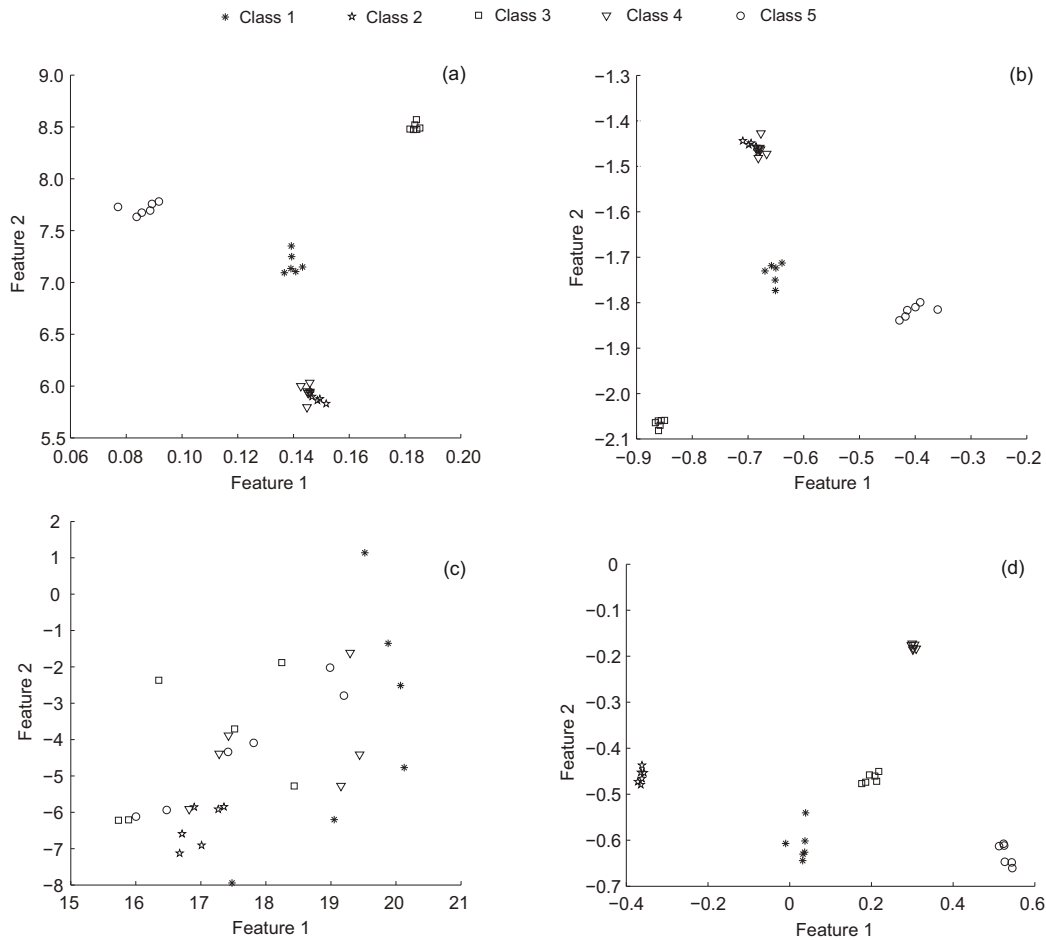 Class 1 Class 2 Class 3 Class 4 Class 5
(a)
9.0
8.5
8.0
7.5
7.0
6.5
6.0
5.5
0.06 0.08 0.10 0.12 0.14 0.16 0.18 0.20
Feature 1
Feature 2
(b)
−1.3
−1.4
−1.5
−1.6
−1.7
−1.8
−1.9
−2.0
−2.1
−0.9 −0.8 −0.7 −0.6 −0.5 −0.4 −0.3 −0.2
Feature 1
Feature 2
(c)
2
1
0
−1
−2
−3
−4
−5
−6
−7
−8
15 16 17 18 19 20 21
Feature 1
Feature 2
(d)
0
−0.1
−0.2
−0.3
−0.4
−0.5
−0.6
−0.7
−0.4 −0.2 0 0.2 0.4 0.6
Feature 1
Feature 2